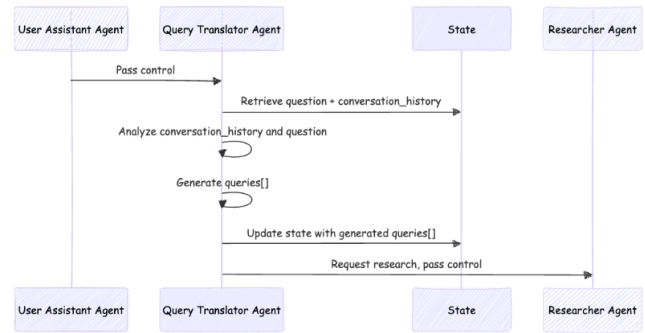 User Assistant Agent Query Translator Agent State Researcher Agent
Pass control
Retrieve question + conversation_history
Analyze conversation_history and question
Generate queries[]
Update state with generated queries[]
Request research, pass control
User Assistant Agent Query Translator Agent State Researcher Agent